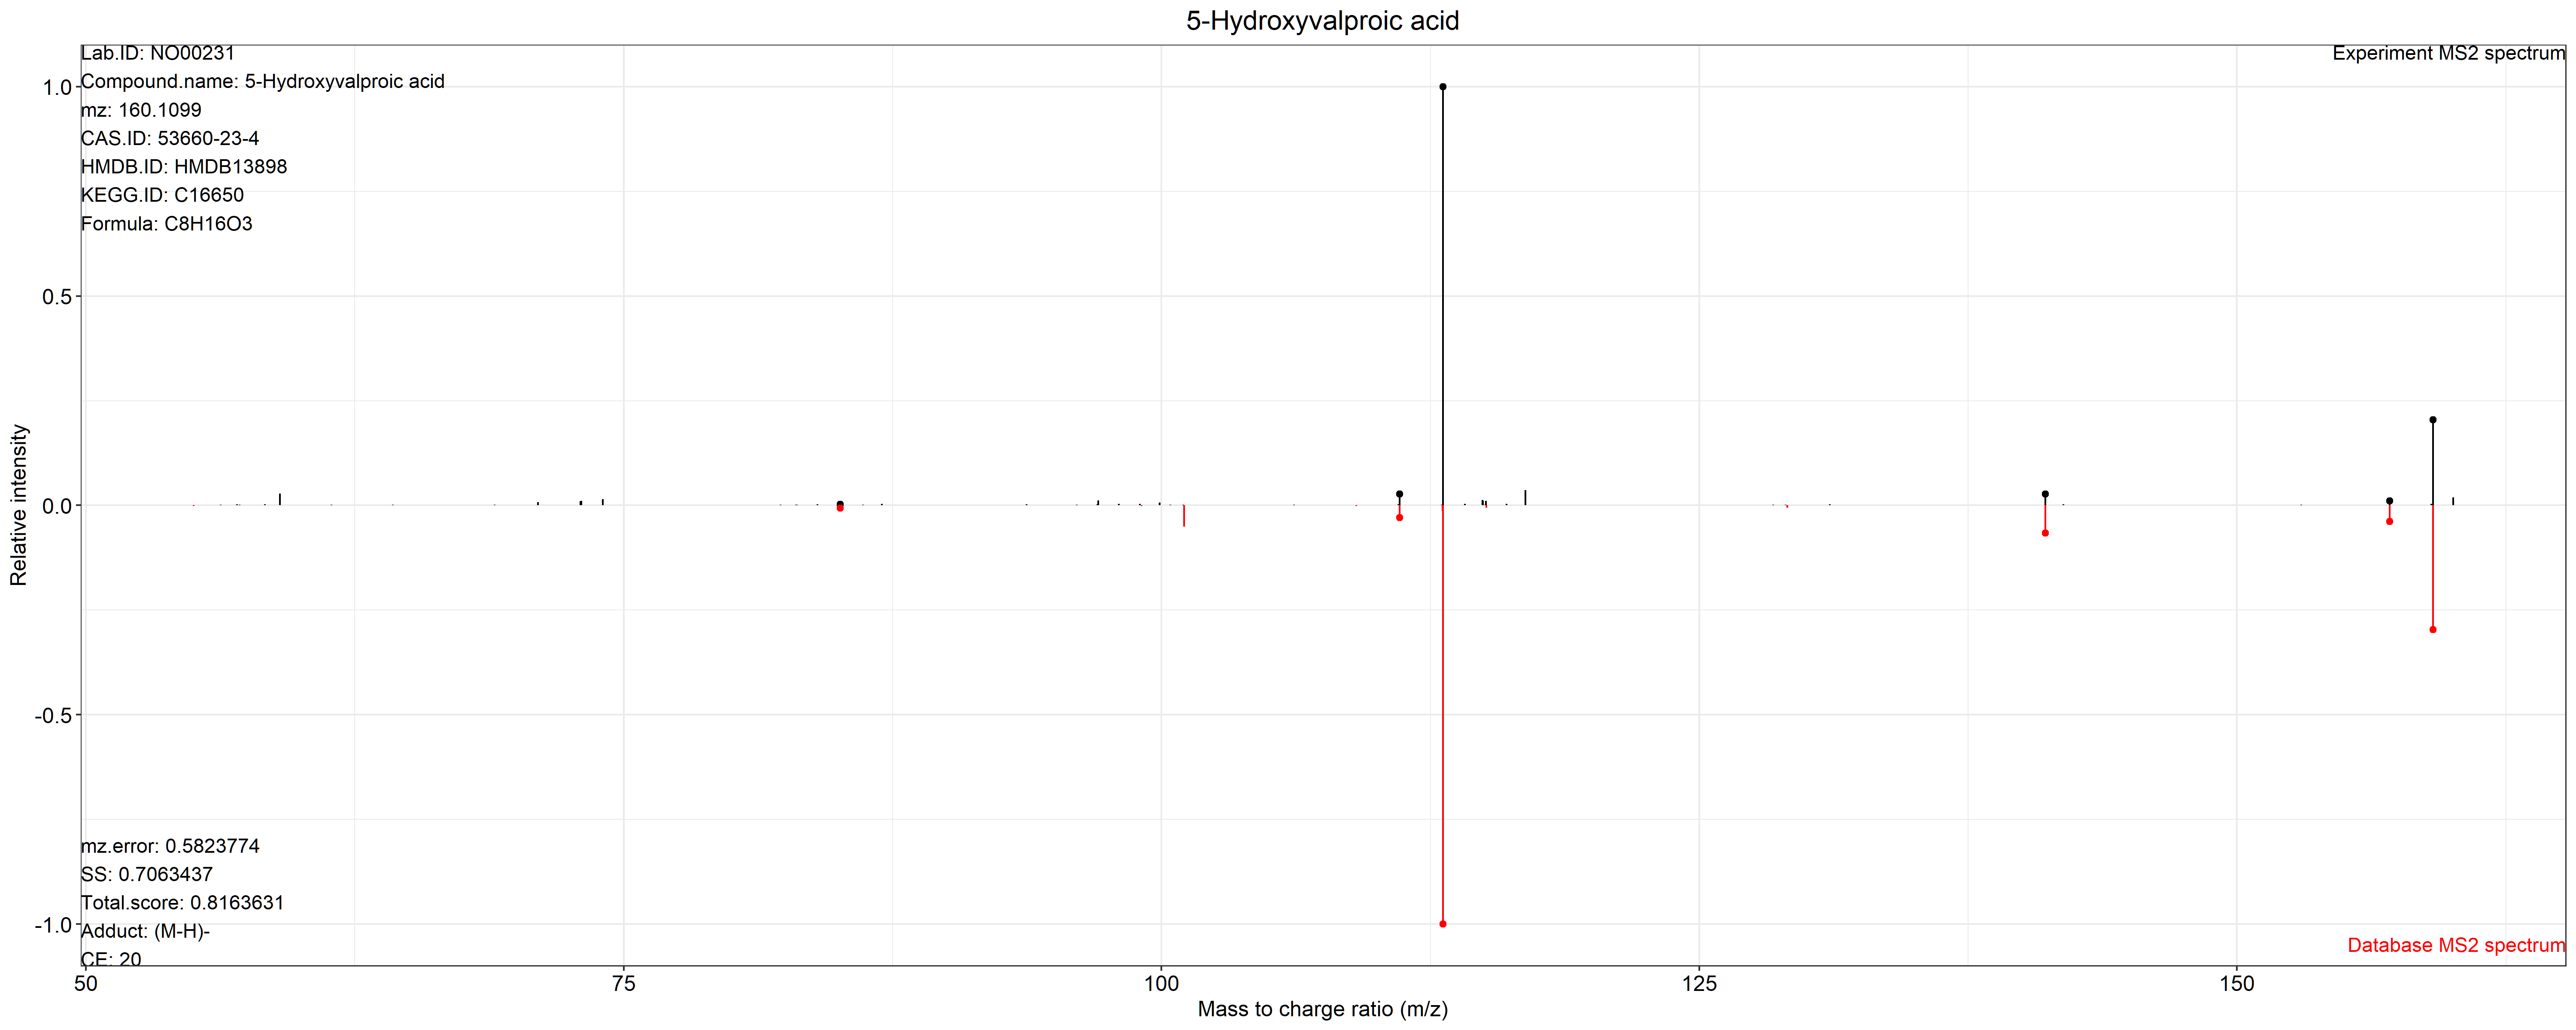 5-Hydroxyvalproic acid
Lab.ID: NO00231
Experiment MS2 spectrum
Compound.name: 5-Hydroxyvalproic acid
mz: 160.1099
CAS.ID: 53660-23-4
HMDB.ID: HMDB13898
KEGG.ID: C16650
Formula: C8H16O3
1.0
0.5
0.0
-0.5
-1.0
Relative intensity
mz.error: 0.5823774
SS: 0.7063437
Total.score: 0.8163631
Adduct: (M-H)-
CE: 20
Database MS2 spectrum
50 75 100 125 150
Mass to charge ratio (m/z)